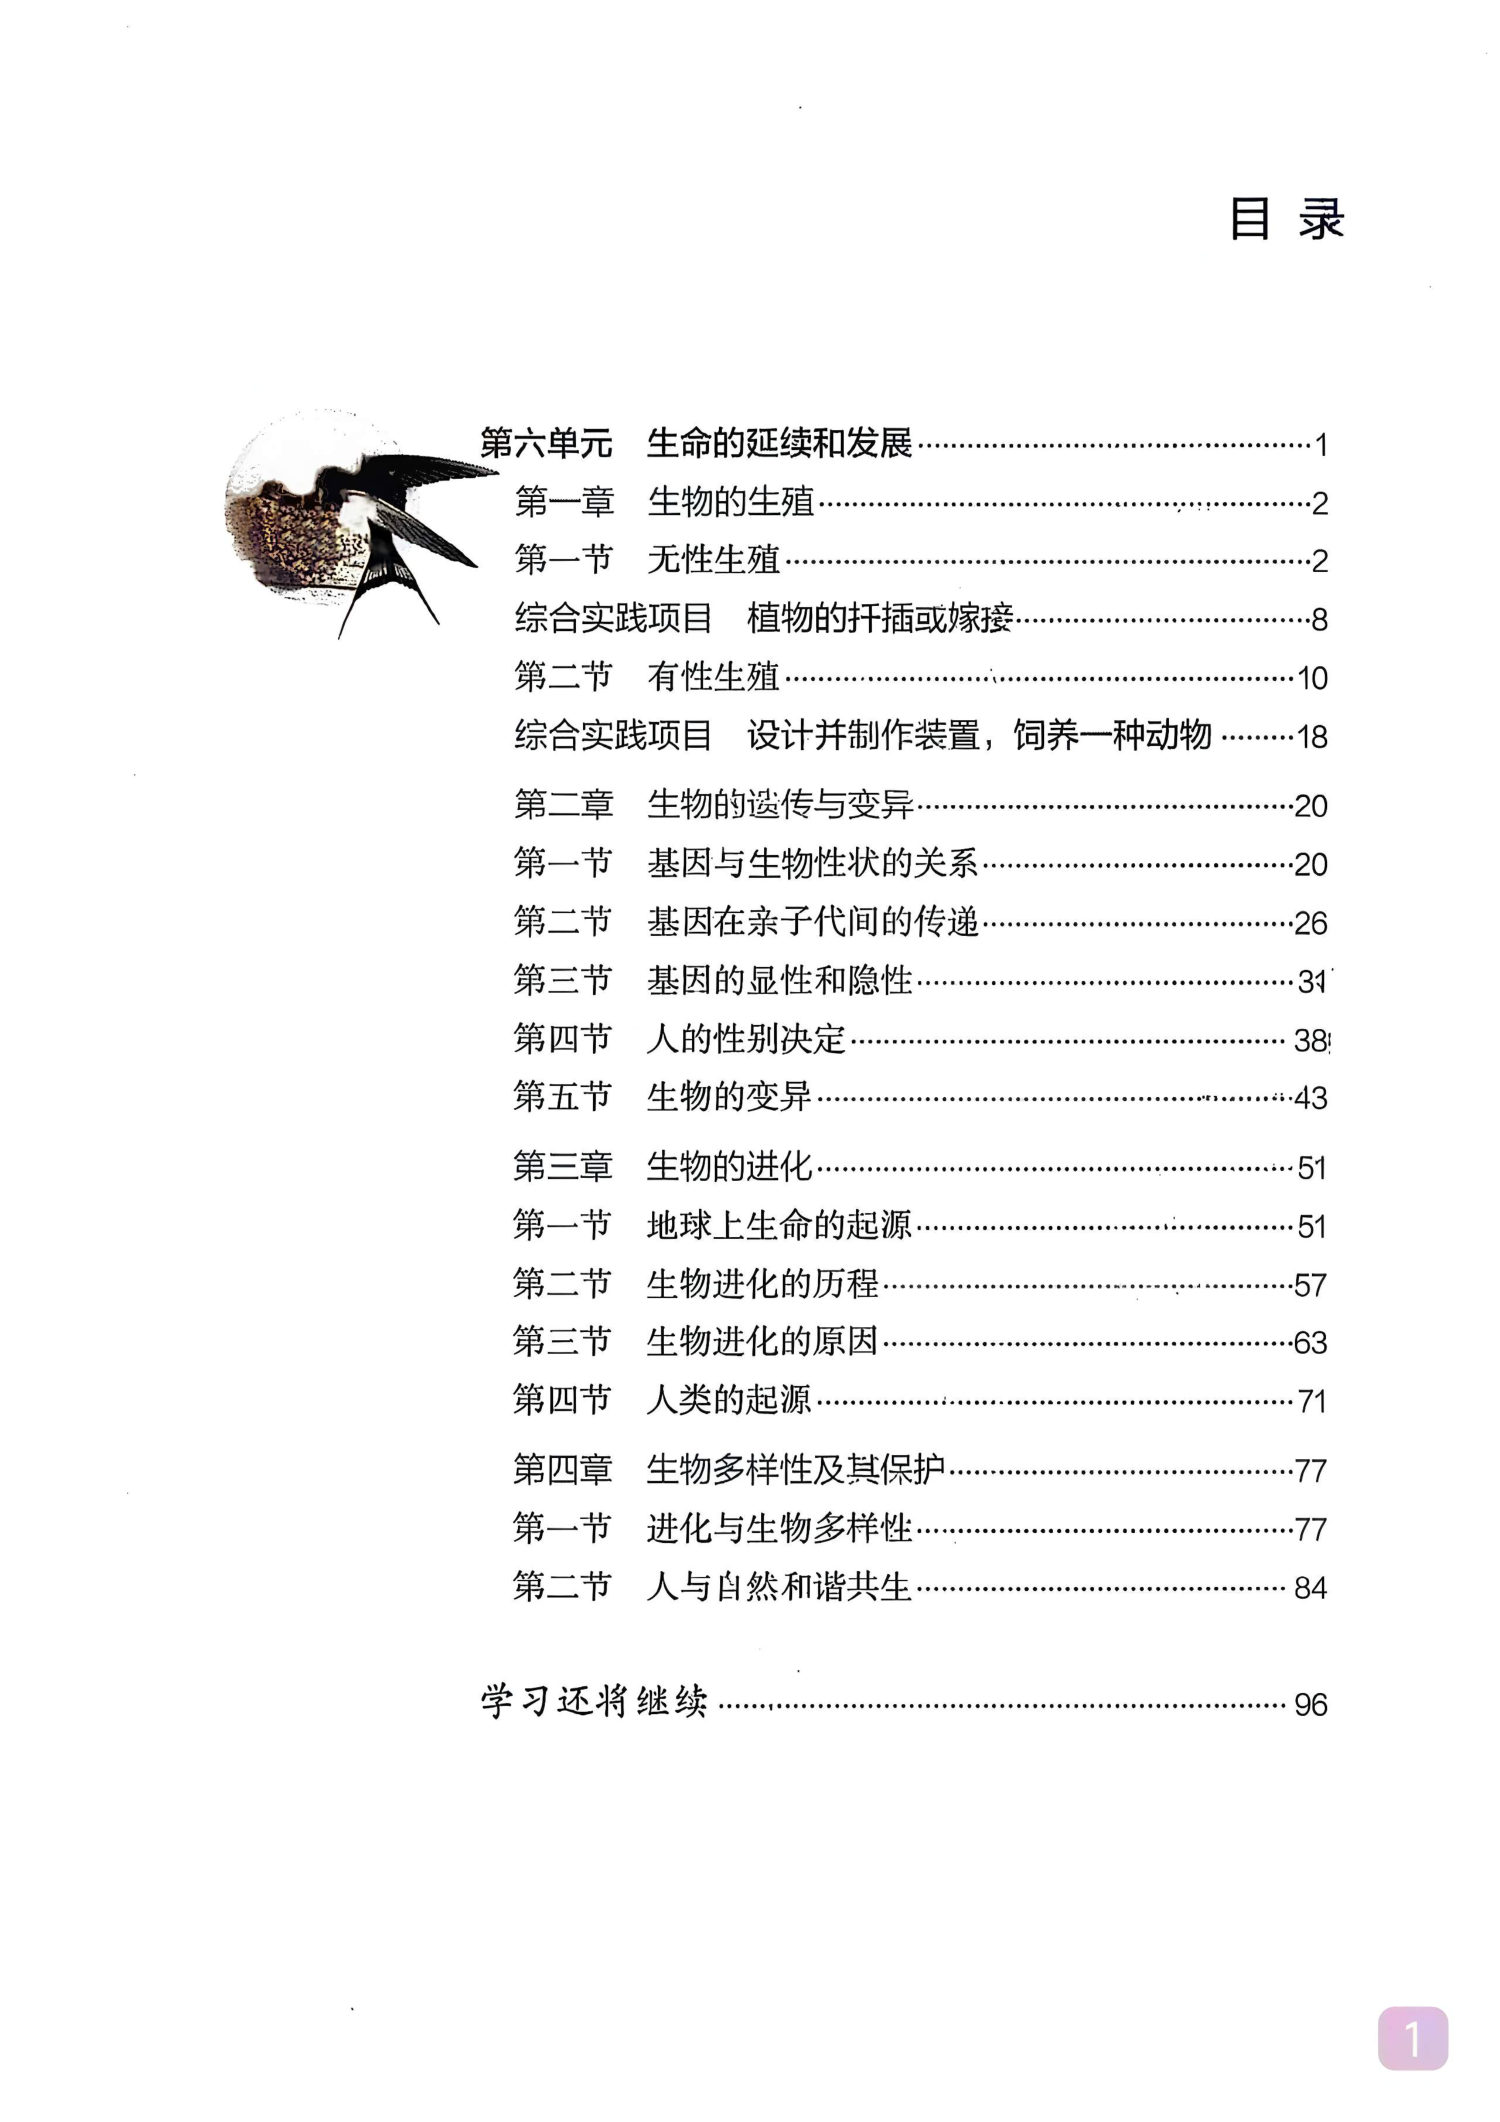 目 录
第六单元 生命的延续和发展……1
第一章 生物的生殖……2
第一节 无性生殖……2
综合实践项目 植物的扦插或嫁接……8
第二节 有性生殖……10
综合实践项目 设计并制作装置，饲养一种动物……18
第二章 生物的遗传与变异……20
第一节 基因与生物性状的关系……20
第二节 基因在亲子代间的传递……26
第三节 基因的显性和隐性……31
第四节 人的性别决定……38
第五节 生物的变异……43
第三章 生物的进化……51
第一节 地球上生命的起源……51
第二节 生物进化的历程……57
第三节 生物进化的原因……63
第四节 人类的起源……71
第四章 生物多样性及其保护……77
第一节 进化与生物多样性……77
第二节 人与自然和谐共生……84
学习还将继续……96
1